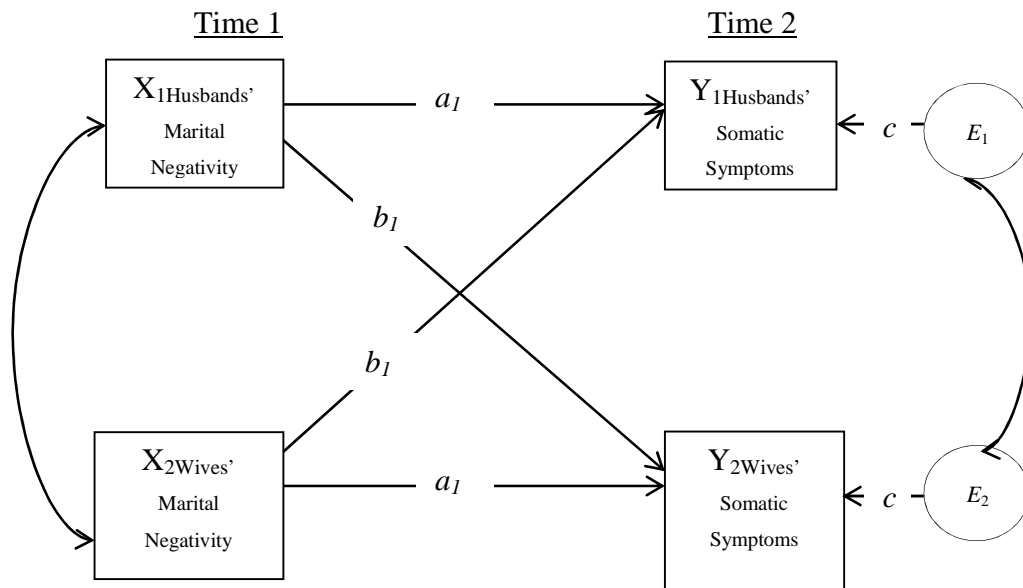 Time 1
Time 2
X1Husbands’
Marital
Negativity
a1
Y1Husbands’
Somatic
Symptoms
c
E1
b1
b1
X2Wives’
Marital
Negativity
a1
Y2Wives’
Somatic
Symptoms
c
E2